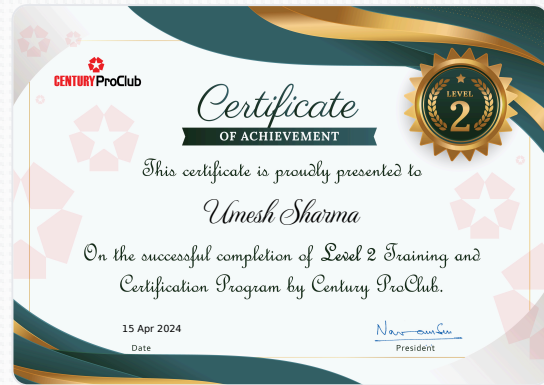 CENTURY ProClub
Certificate
OF ACHIEVEMENT
LEVEL
2
This certificate is proudly presented to
Umesh Sharma
On the successful completion of Level 2 Training and
Certification Program by Century ProClub.
15 Apr 2024
Date
President